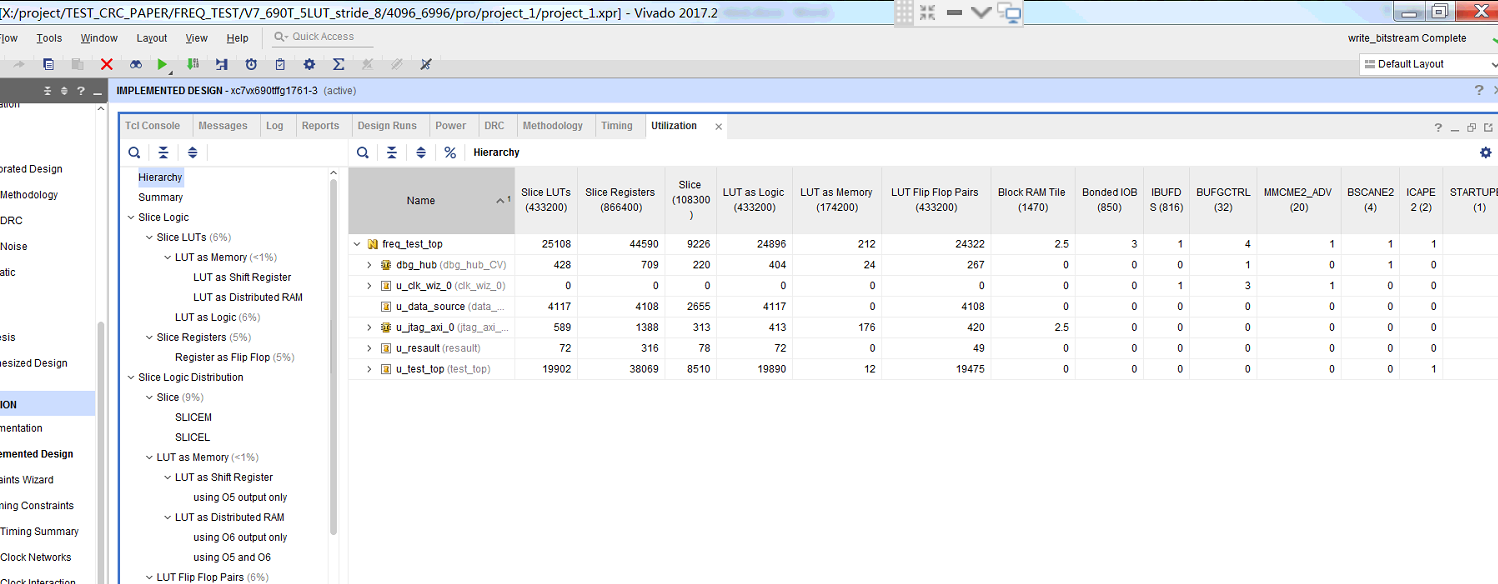 [X:/project/TEST_CRC_PAPER/FREQ_TEST/V7_690T_5LUT_stride_8/4096_6996/pro/project_1/project_1.xpr] - Vivado 2017.2
Flow Tools Window Layout View Help Quick Access
write_bitstream Complete
Default Layout
IMPLEMENTED DESIGN - xc7vx690tffg1761-3 (active)
Tcl Console Messages Log Reports Design Runs Power DRC Methodology Timing Utilization
Hierarchy
orated Design
Methodology
DRC
Noise
atic
esis
hesized Design
ION
mentation
emented Design
aints Wizard
ning Constraints
Timing Summary
Clock Networks
Clock Interaction
Hierarchy
Summary
Slice Logic
Slice LUTs (6%)
LUT as Memory (<1%)
LUT as Shift Register
LUT as Distributed RAM
LUT as Logic (6%)
Slice Registers (5%)
Register as Flip Flop (5%)
Slice Logic Distribution
Slice (9%)
SLICEM
SLICEL
LUT as Memory (<1%)
LUT as Shift Register
using O5 output only
LUT as Distributed RAM
using O6 output only
using O5 and O6
LUT Flip Flop Pairs (6%)
Name 1 Slice LUTs (433200) Slice Registers (866400) Slice (108300) LUT as Logic (433200) LUT as Memory (174200) LUT Flip Flop Pairs (433200) Block RAM Tile (1470) Bonded IOB (850) IBUFDS (816) BUFGCTRL (32) MMCME2_ADV (20) BSCANE2 (4) ICAPE2 (2) STARTUPE (1)
freq_test_top 25108 44590 9226 24896 212 24322 2.5 3 1 4 1 1 1
dbg_hub (dbg_hub_CV) 428 709 220 404 24 267 0 0 0 1 0 1 0
u_clk_wiz_0 (clk_wiz_0) 0 0 0 0 0 0 0 0 1 3 1 0 0
u_data_source (data_... 4117 4108 2655 4117 0 4108 0 0 0 0 0 0 0
u_jtag_axi_0 (jtag_axi_... 589 1388 313 413 176 420 2.5 0 0 0 0 0 0
u_resault (resault) 72 316 78 72 0 49 0 0 0 0 0 0 0
u_test_top (test_top) 19902 38069 8510 19890 12 19475 0 0 0 0 0 0 1